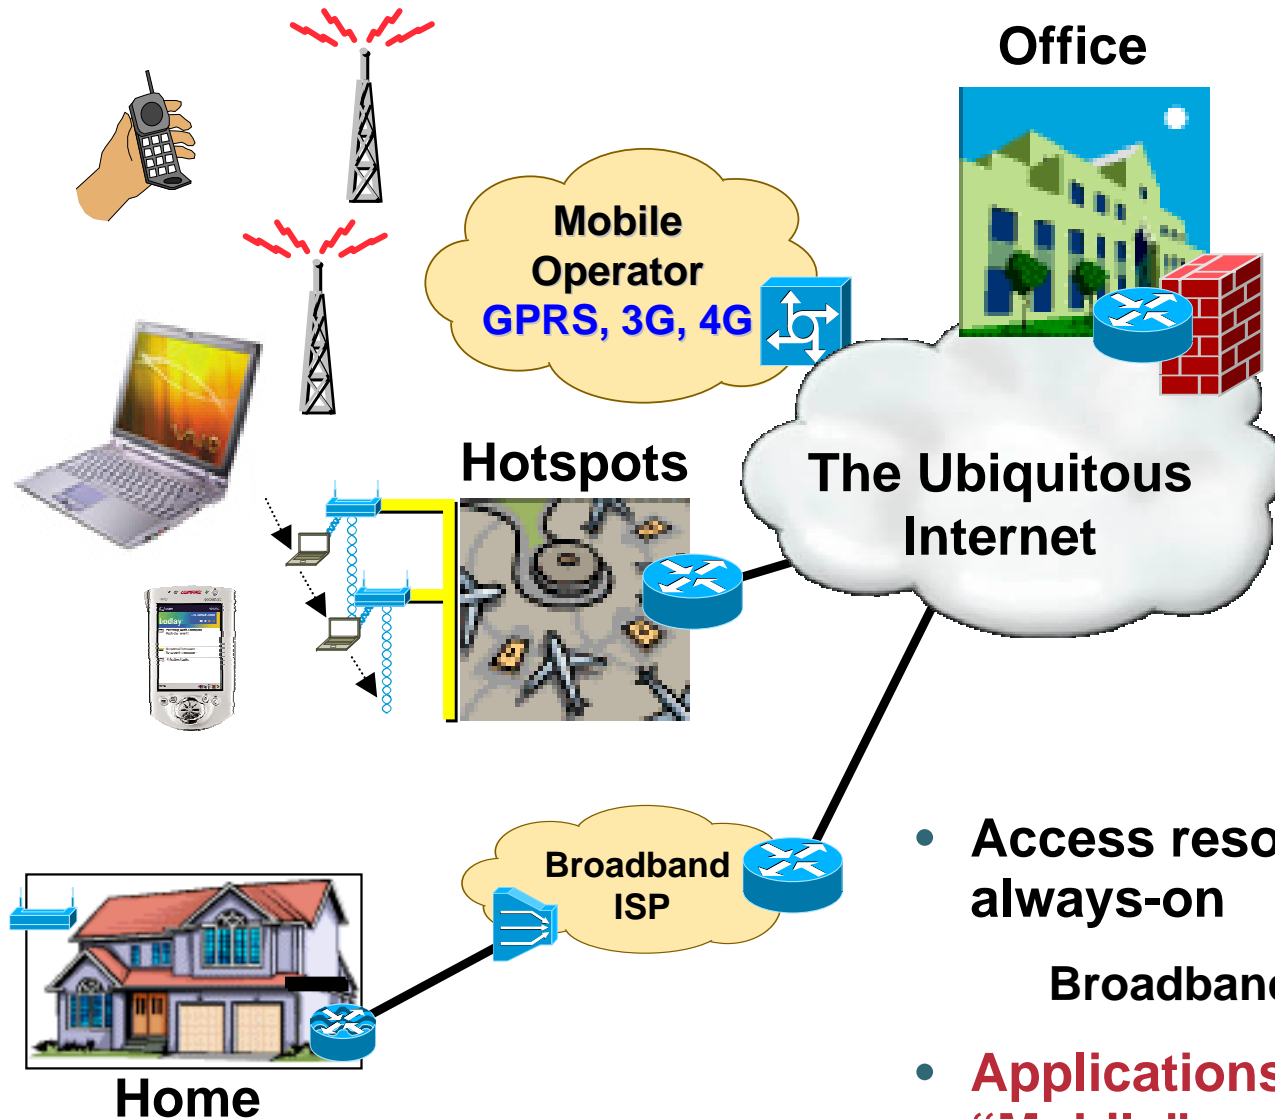 Office
Mobile
Operator
GPRS, 3G, 4G
Hotspots
The Ubiquitous
Internet
today
Broadband
ISP
Home
• Access reso
always-on
Broadban
• Applications